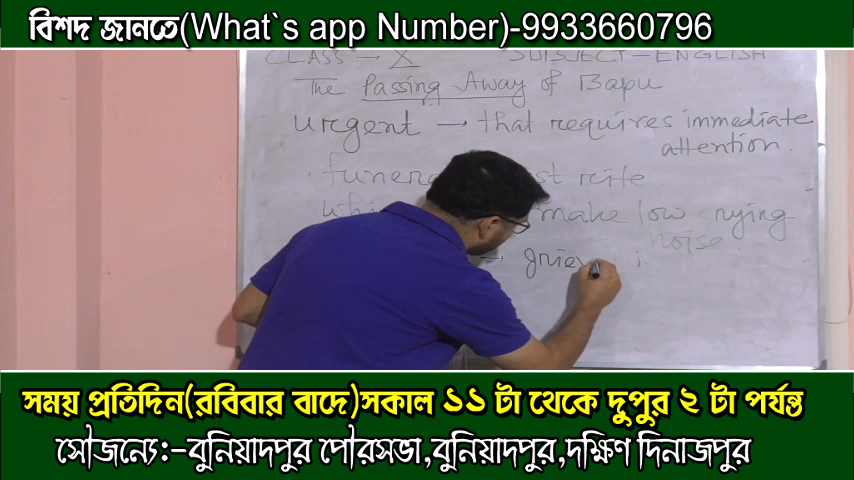 বিশদ জানতে(What`s app Number)-9933660796
CLASS → X SUBJECT - ENGLISH
The Passing Away of Bapu
urgent → that requires immediate
attention.
rite
make low crying
noise
→
সময় প্রতিদিন(রবিবার বাদে)সকাল ১১ টা থেকে দুপুর ২ টা পর্যন্ত
সৌজন্যে:-বুনিয়াদপুর পৌরসভা,বুনিয়াদপুর,দক্ষিণ দিনাজপুর